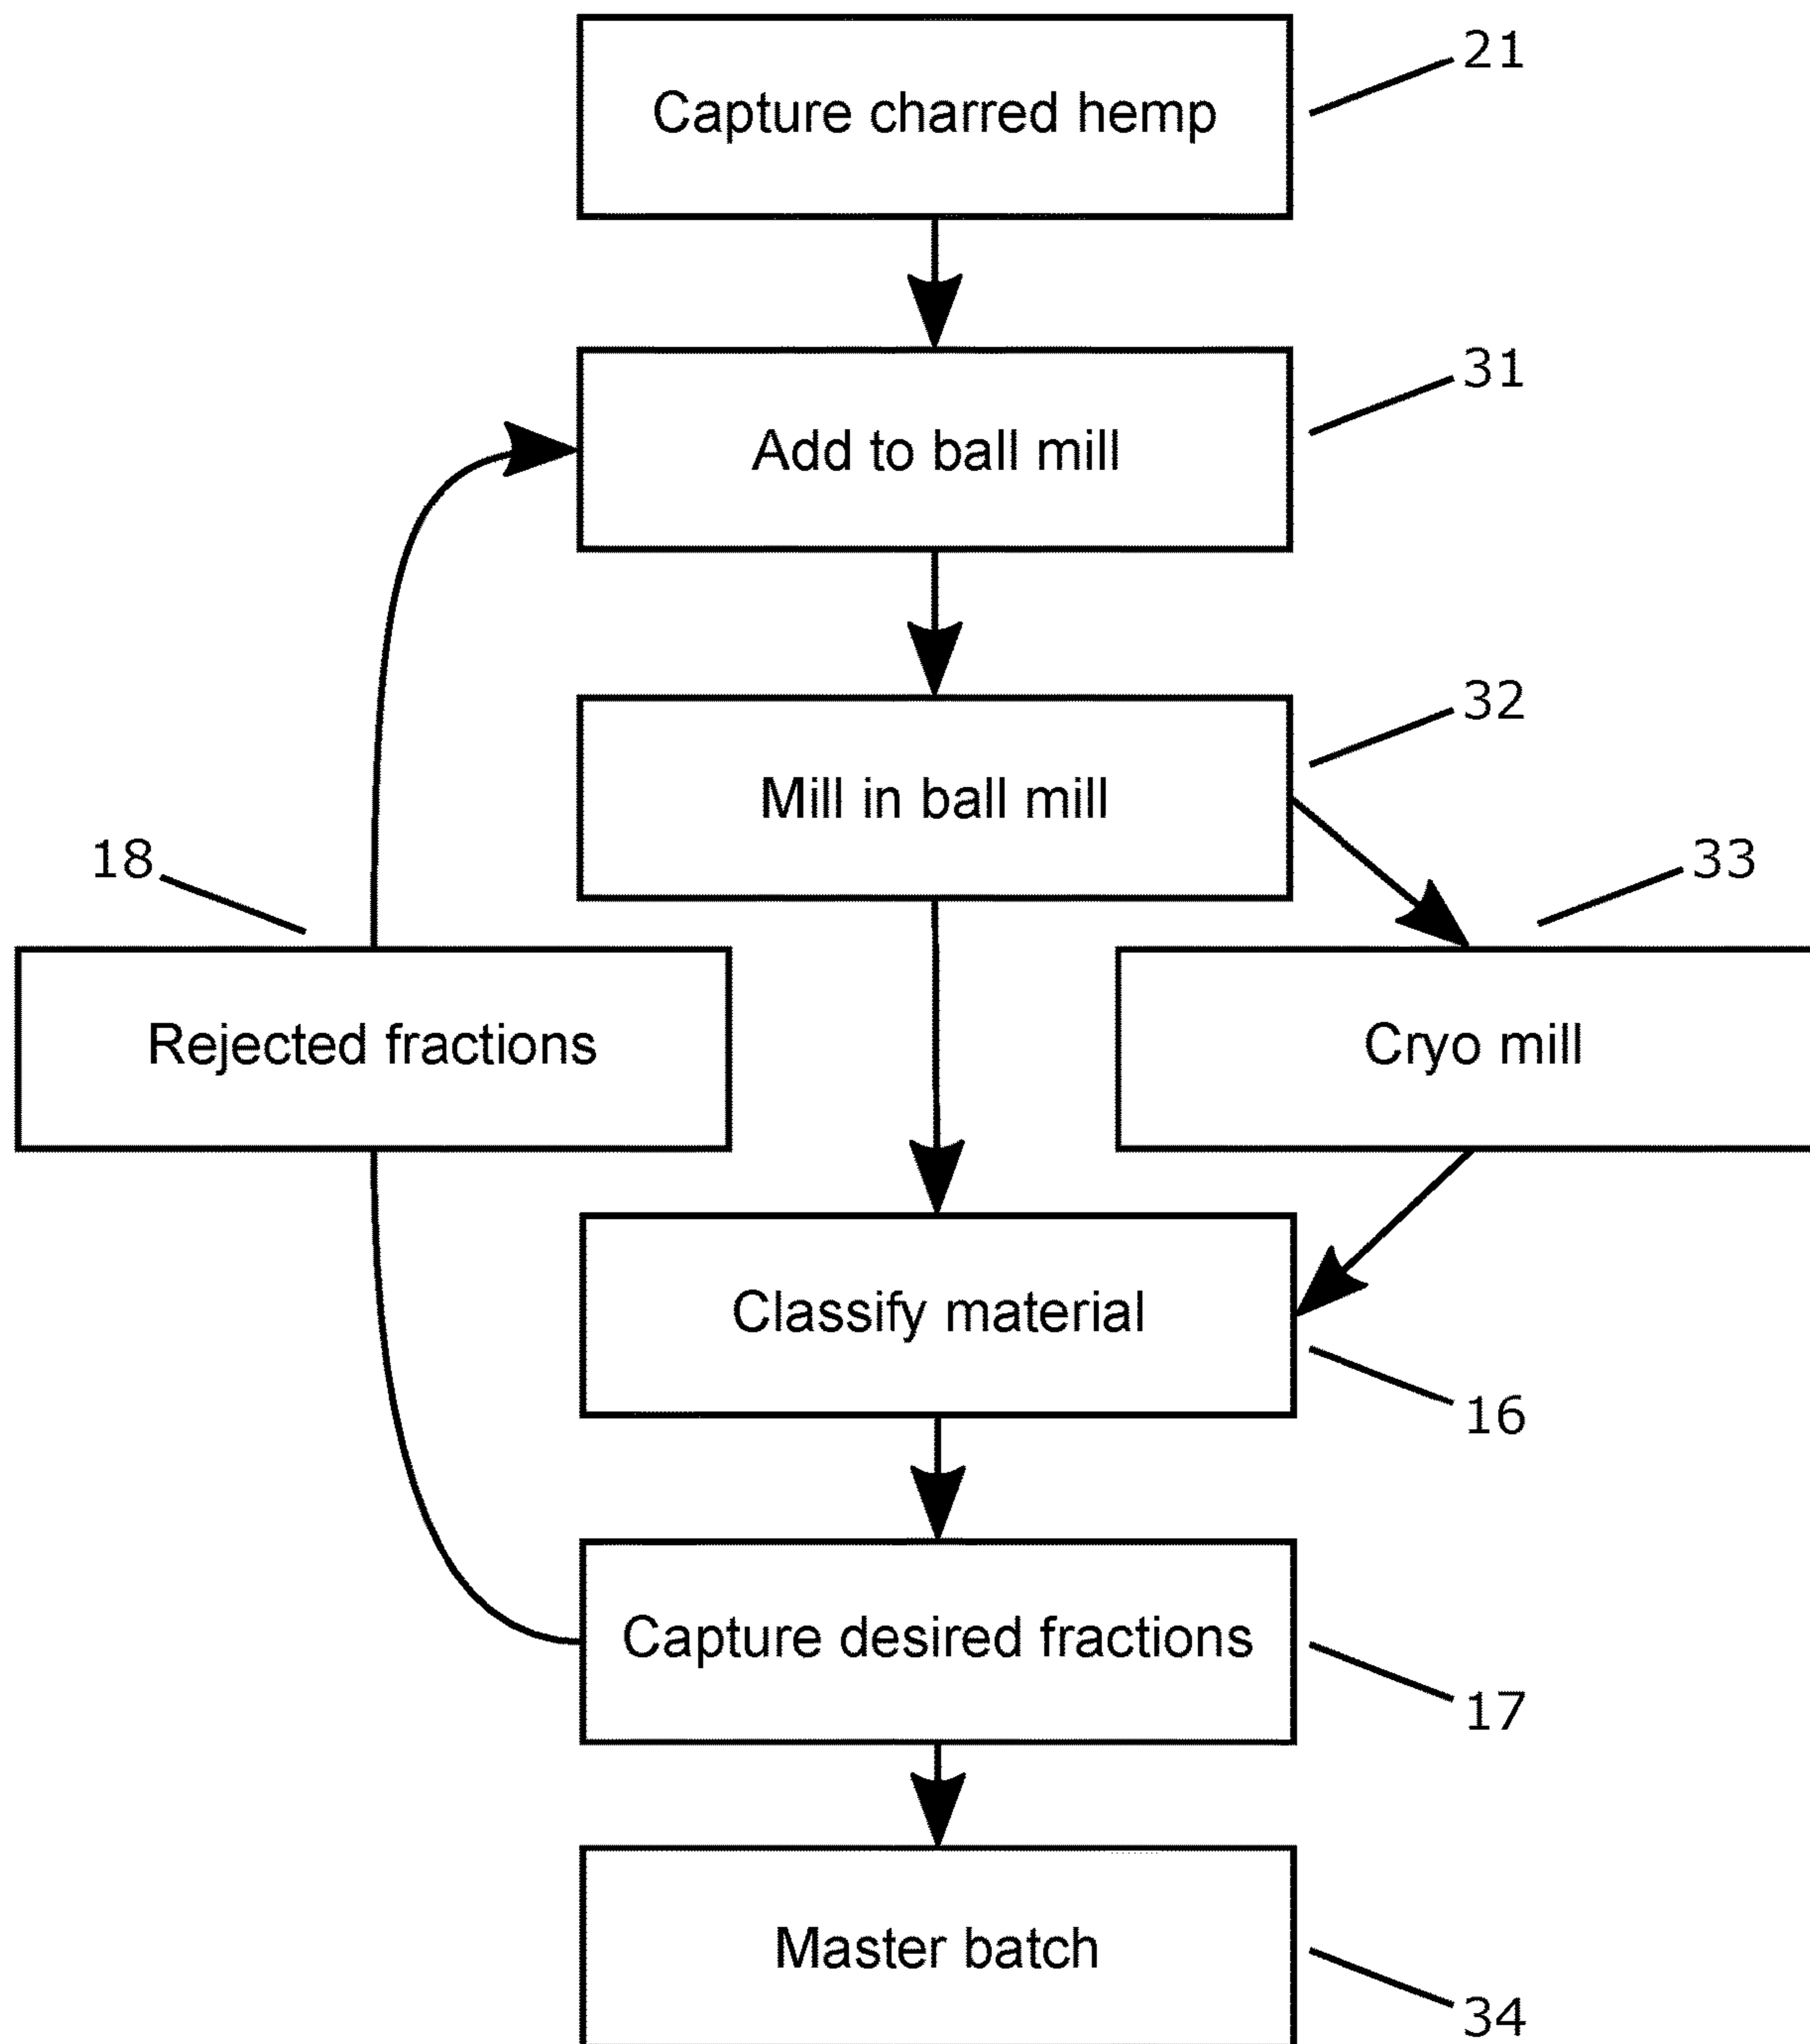 21
Capture charred hemp
31
Add to ball mill
32
Mill in ball mill
18
33
Rejected fractions
Cryo mill
Classify material
16
Capture desired fractions
17
Master batch
34